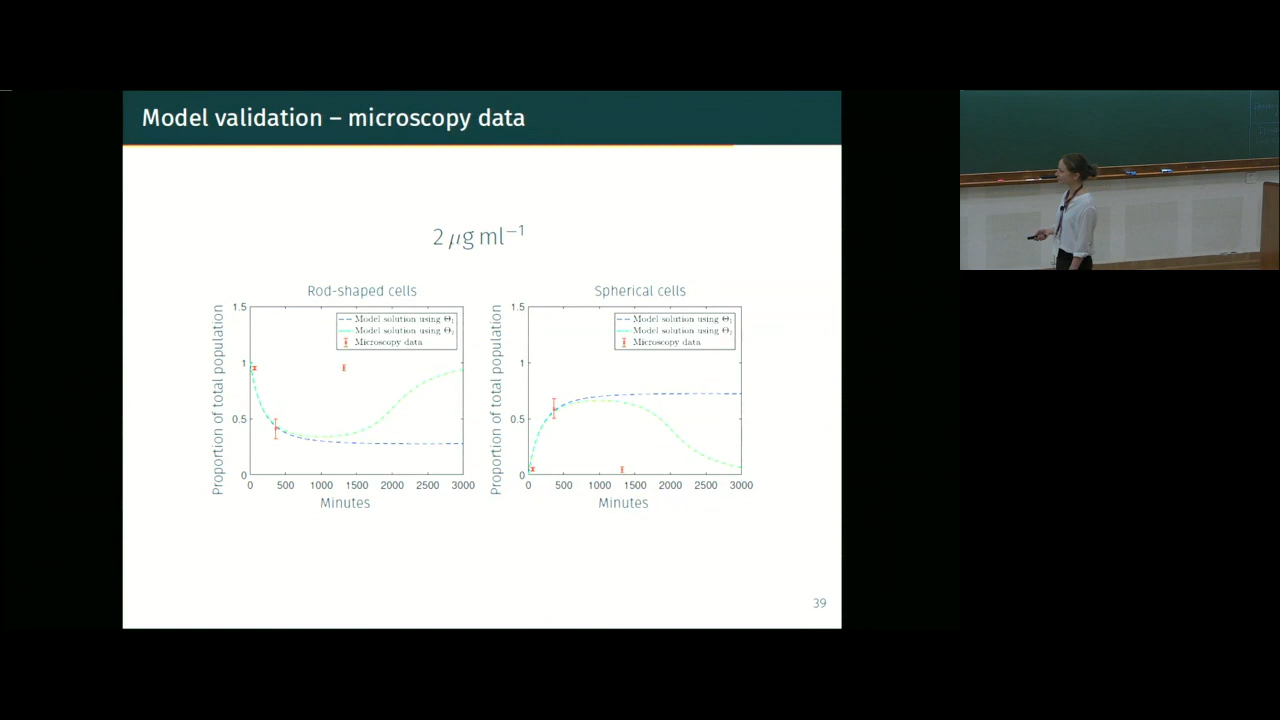 Model validation – microscopy data
2 μg ml⁻¹
Rod-shaped cells
Proportion of total population
1.5
1
0.5
0
Model solution using Θ₁
Model solution using Θ₂
Microscopy data
0 500 1000 1500 2000 2500 3000
Minutes
Spherical cells
Proportion of total population
1.5
1
0.5
0
Model solution using Θ₁
Model solution using Θ₂
Microscopy data
0 500 1000 1500 2000 2500 3000
Minutes
39